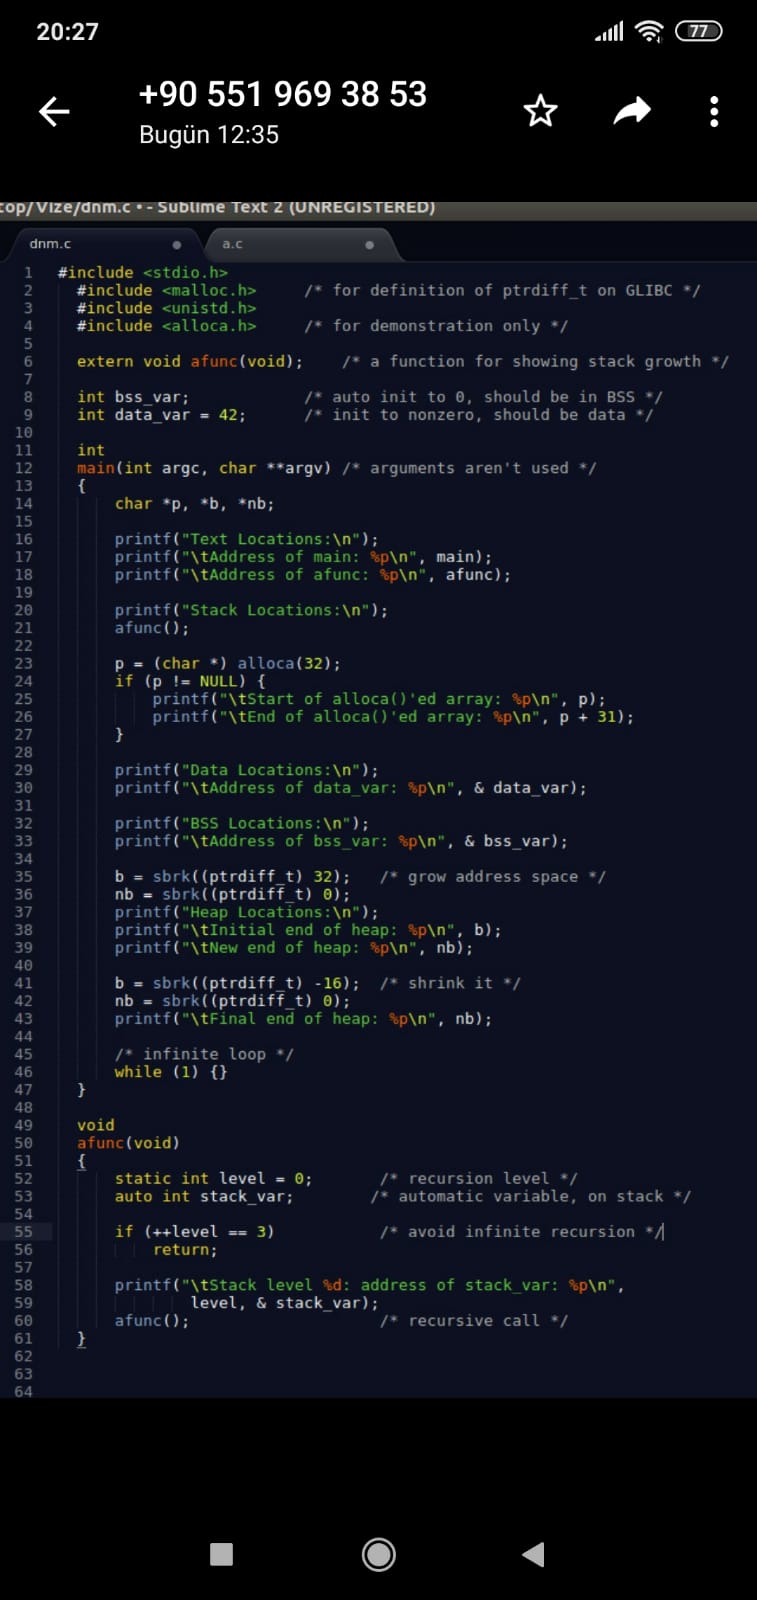 20:27
77
+90 551 969 38 53
Bugün 12:35
top/Vize/dnm.c • - Sublime Text 2 (UNREGISTERED)
dnm.c
a.c
1 #include <stdio.h>
2 #include <malloc.h> /* for definition of ptrdiff_t on GLIBC */
3 #include <unistd.h>
4 #include <alloca.h> /* for demonstration only */
5
6 extern void afunc(void); /* a function for showing stack growth */
7
8 int bss_var; /* auto init to 0, should be in BSS */
9 int data_var = 42; /* init to nonzero, should be data */
10
11 int
12 main(int argc, char **argv) /* arguments aren't used */
13 {
14 char *p, *b, *nb;
15
16 printf("Text Locations:\n");
17 printf("\tAddress of main: %p\n", main);
18 printf("\tAddress of afunc: %p\n", afunc);
19
20 printf("Stack Locations:\n");
21 afunc();
22
23 p = (char *) alloca(32);
24 if (p != NULL) {
25 printf("\tStart of alloca()'ed array: %p\n", p);
26 printf("\tEnd of alloca()'ed array: %p\n", p + 31);
27 }
28
29 printf("Data Locations:\n");
30 printf("\tAddress of data_var: %p\n", & data_var);
31
32 printf("BSS Locations:\n");
33 printf("\tAddress of bss_var: %p\n", & bss_var);
34
35 b = sbrk((ptrdiff_t) 32); /* grow address space */
36 nb = sbrk((ptrdiff_t) 0);
37 printf("Heap Locations:\n");
38 printf("\tInitial end of heap: %p\n", b);
39 printf("\tNew end of heap: %p\n", nb);
40
41 b = sbrk((ptrdiff_t) -16); /* shrink it */
42 nb = sbrk((ptrdiff_t) 0);
43 printf("\tFinal end of heap: %p\n", nb);
44
45 /* infinite loop */
46 while (1) {}
47 }
48
49 void
50 afunc(void)
51 {
52 static int level = 0; /* recursion level */
53 auto int stack_var; /* automatic variable, on stack */
54
55 if (++level == 3) /* avoid infinite recursion */
56 return;
57
58 printf("\tStack level %d: address of stack_var: %p\n",
59 level, & stack_var);
60 afunc(); /* recursive call */
61 }
62
63
64